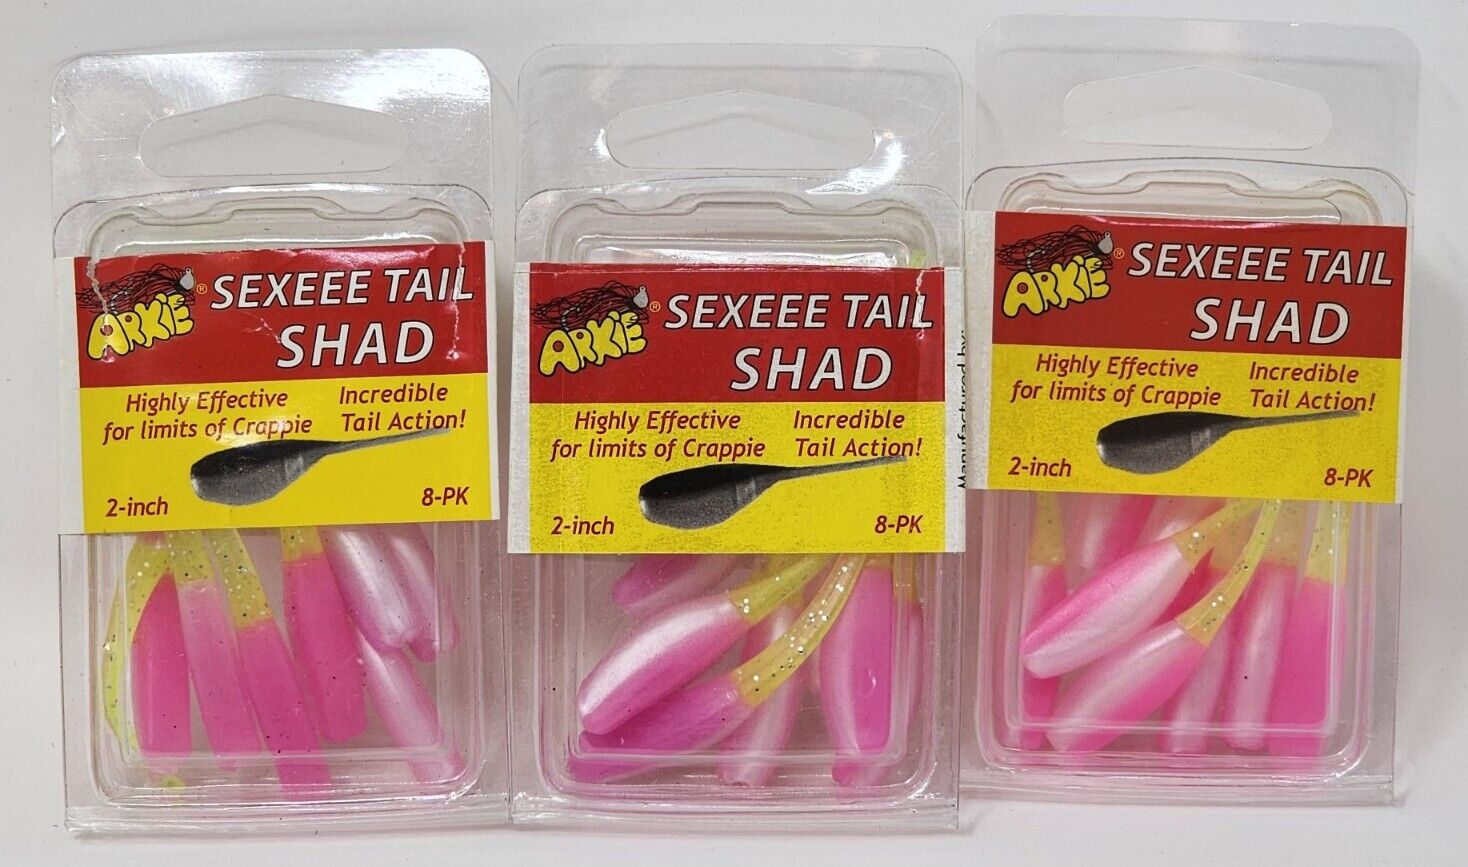 ARKIE® SEXEEE TAIL
SHAD
Highly Effective
for limits of Crappie
Incredible
Tail Action!
2-inch
8-PK
ARKIE® SEXEEE TAIL
SHAD
Highly Effective
for limits of Crappie
Incredible
Tail Action!
2-inch
8-PK
Manufactured by:
ARKIE® SEXEEE TAIL
SHAD
Highly Effective
for limits of Crappie
Incredible
Tail Action!
2-inch
8-PK